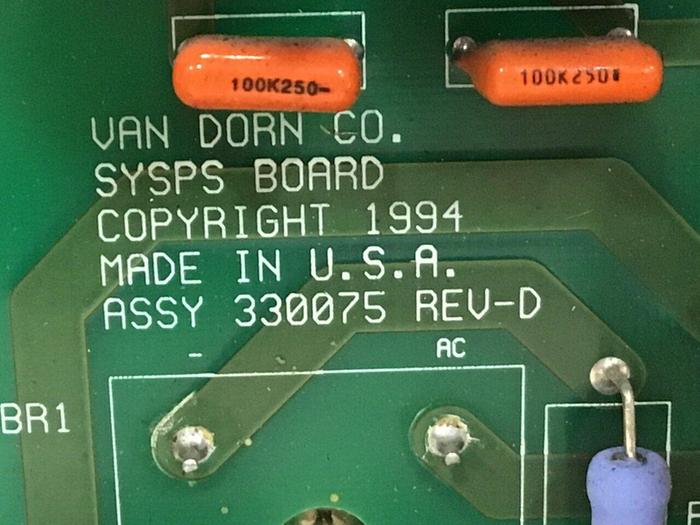 100K250-
100K250
VAN DORN CO.
SYSPS BOARD
COPYRIGHT 1994
MADE IN U.S.A.
ASSY 330075 REV-D
- AC
BR1